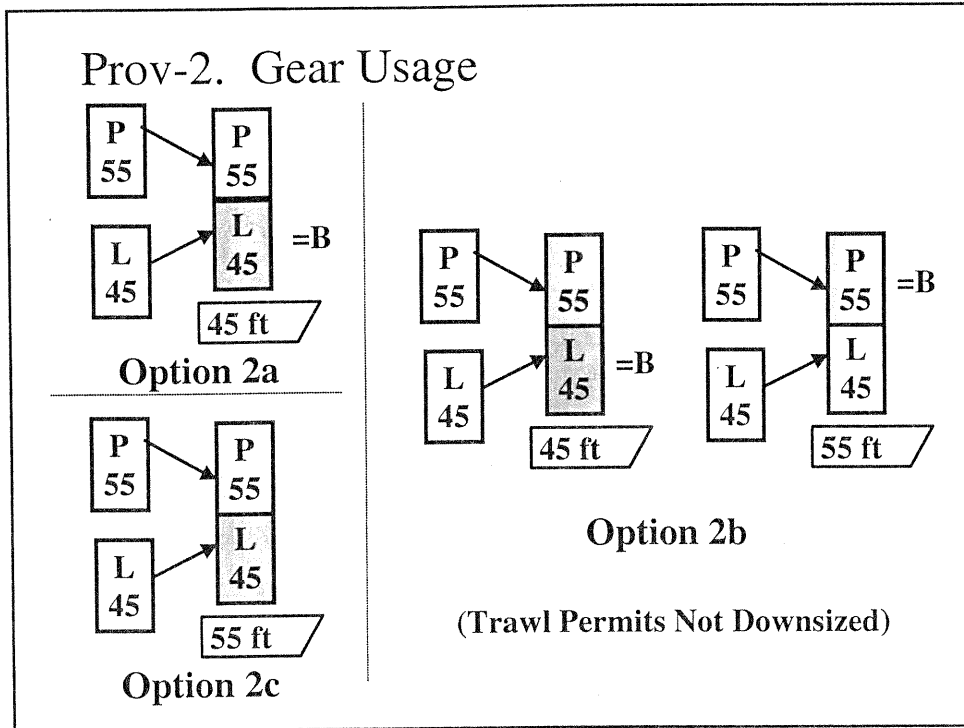 Prov-2. Gear Usage
P
55
P
55
L
45
L
45
=B
45 ft
Option 2a
P
55
P
55
L
45
L
45
55 ft
Option 2c
P
55
P
55
L
45
L
45
=B
45 ft
P
55
P
55
=B
L
45
L
45
55 ft
Option 2b
(Trawl Permits Not Downsized)